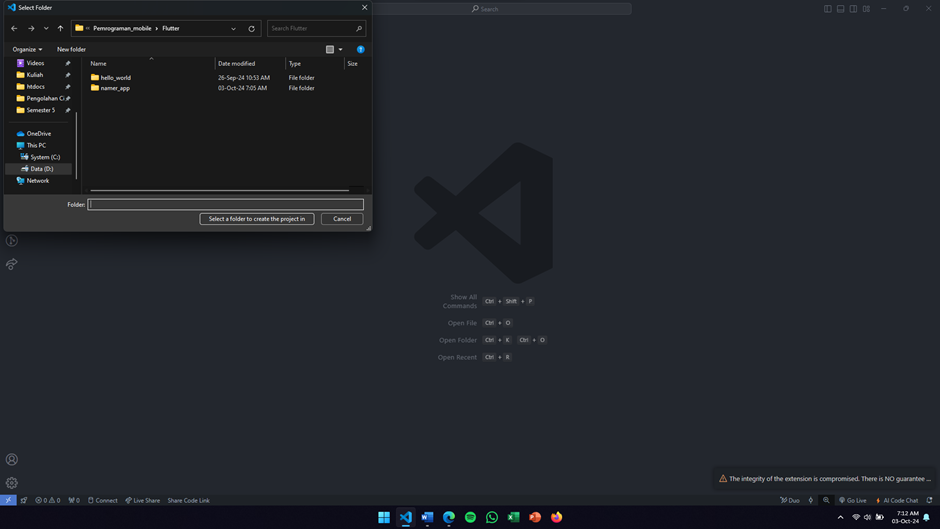 Select Folder
Search
Pemrograman_mobile > Flutter
Search Flutter
Organize
New folder
Name
Date modified
Type
Size
Videos
Kuliah
htdocs
Pengolahan Ci
Semester 5
OneDrive
This PC
System (C:)
Data (D:)
Network
hello_world
26-Sep-24 10:53 AM
File folder
namer_app
03-Oct-24 7:05 AM
File folder
Folder:
Select a folder to create the project in
Cancel
Show All Commands Ctrl + Shift + P
Open File Ctrl + O
Open Folder Ctrl + K Ctrl + O
Open Recent Ctrl + R
The integrity of the extension is compromised. There is NO guarantee ...
0 0
0
Connect
Live Share
Share Code Link
Duo
Go Live
AI Code Chat
7:12 AM
03-Oct-24